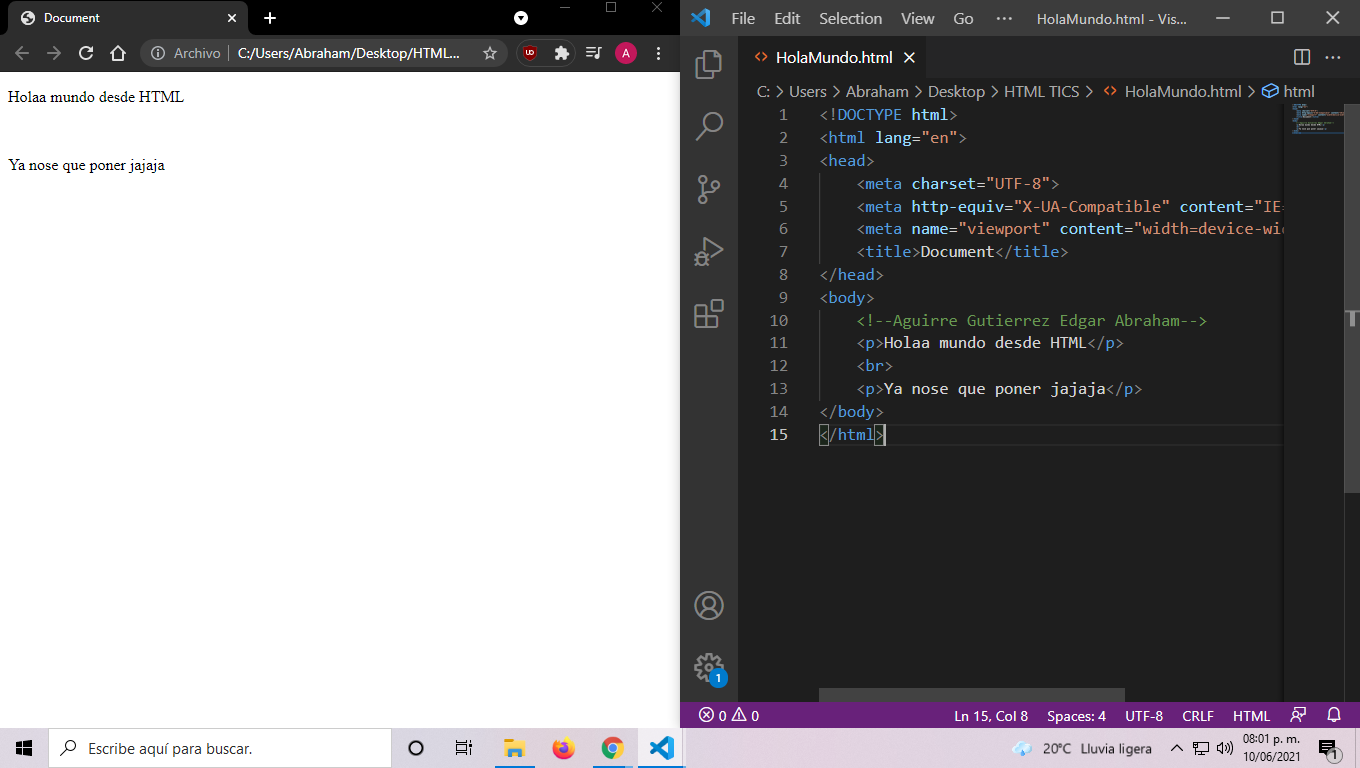 Document
Archivo C:/Users/Abraham/Desktop/HTML...
A
Holaa mundo desde HTML
Ya nose que poner jajaja
File Edit Selection View Go ··· HolaMundo.html - Vis...
<> HolaMundo.html
C: > Users > Abraham > Desktop > HTML TICS > <> HolaMundo.html > html
1 <!DOCTYPE html>
2 <html lang="en">
3 <head>
4 <meta charset="UTF-8">
5 <meta http-equiv="X-UA-Compatible" content="IE=
6 <meta name="viewport" content="width=device-wi
7 <title>Document</title>
8 </head>
9 <body>
10 <!--Aguirre Gutierrez Edgar Abraham-->
11 <p>Holaa mundo desde HTML</p>
12 <br>
13 <p>Ya nose que poner jajaja</p>
14 </body>
15 </html>
1
0 0 Ln 15, Col 8 Spaces: 4 UTF-8 CRLF HTML
Escribe aquí para buscar.
20°C Lluvia ligera
08:01 p. m.
10/06/2021
1